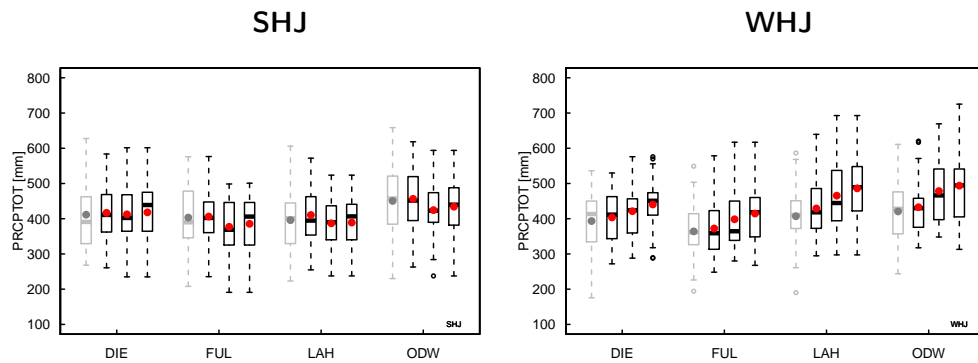 SHJ
WHJ
PRCPTOT [mm]
800
700
600
500
400
300
200
100
SHJ
DIE FUL LAH ODW
PRCPTOT [mm]
800
700
600
500
400
300
200
100
WHJ
DIE FUL LAH ODW